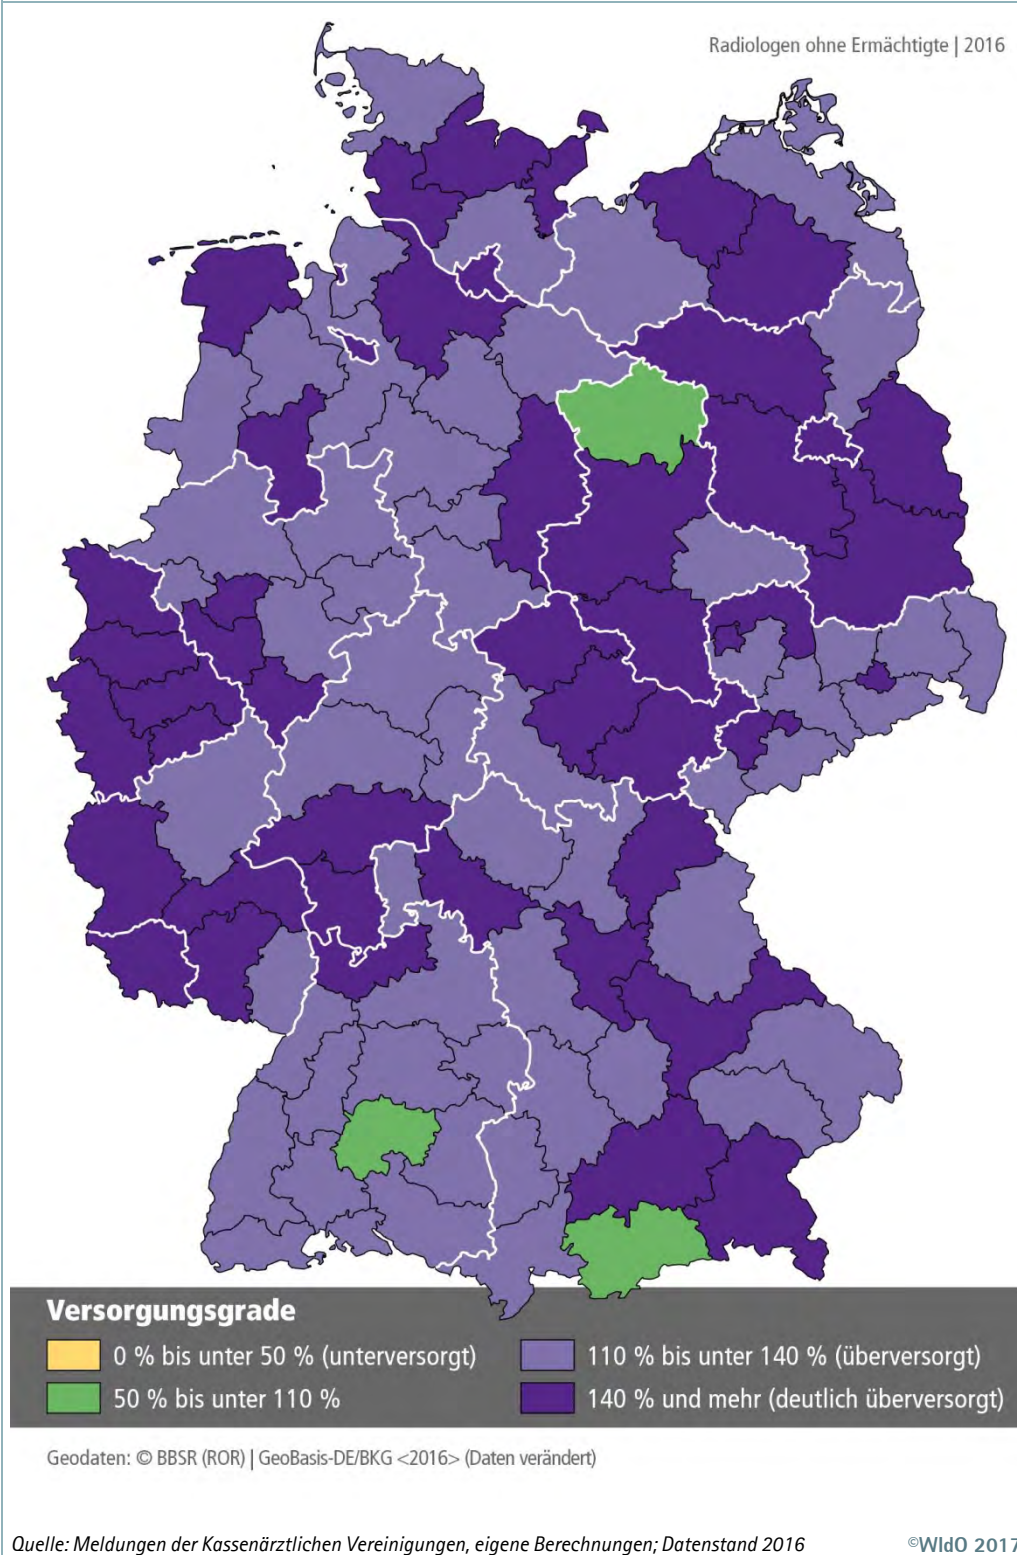 Radiologen ohne Ermächtigte | 2016
Versorgungsgrade
0 % bis unter 50 % (unterversorgt)
110 % bis unter 140 % (überversorgt)
50 % bis unter 110 %
140 % und mehr (deutlich überversorgt)
Geodaten: © BBSR (ROR) | GeoBasis-DE/BKG <2016> (Daten verändert)
Quelle: Meldungen der Kassenärztlichen Vereinigungen, eigene Berechnungen; Datenstand 2016
©WIdO 2017